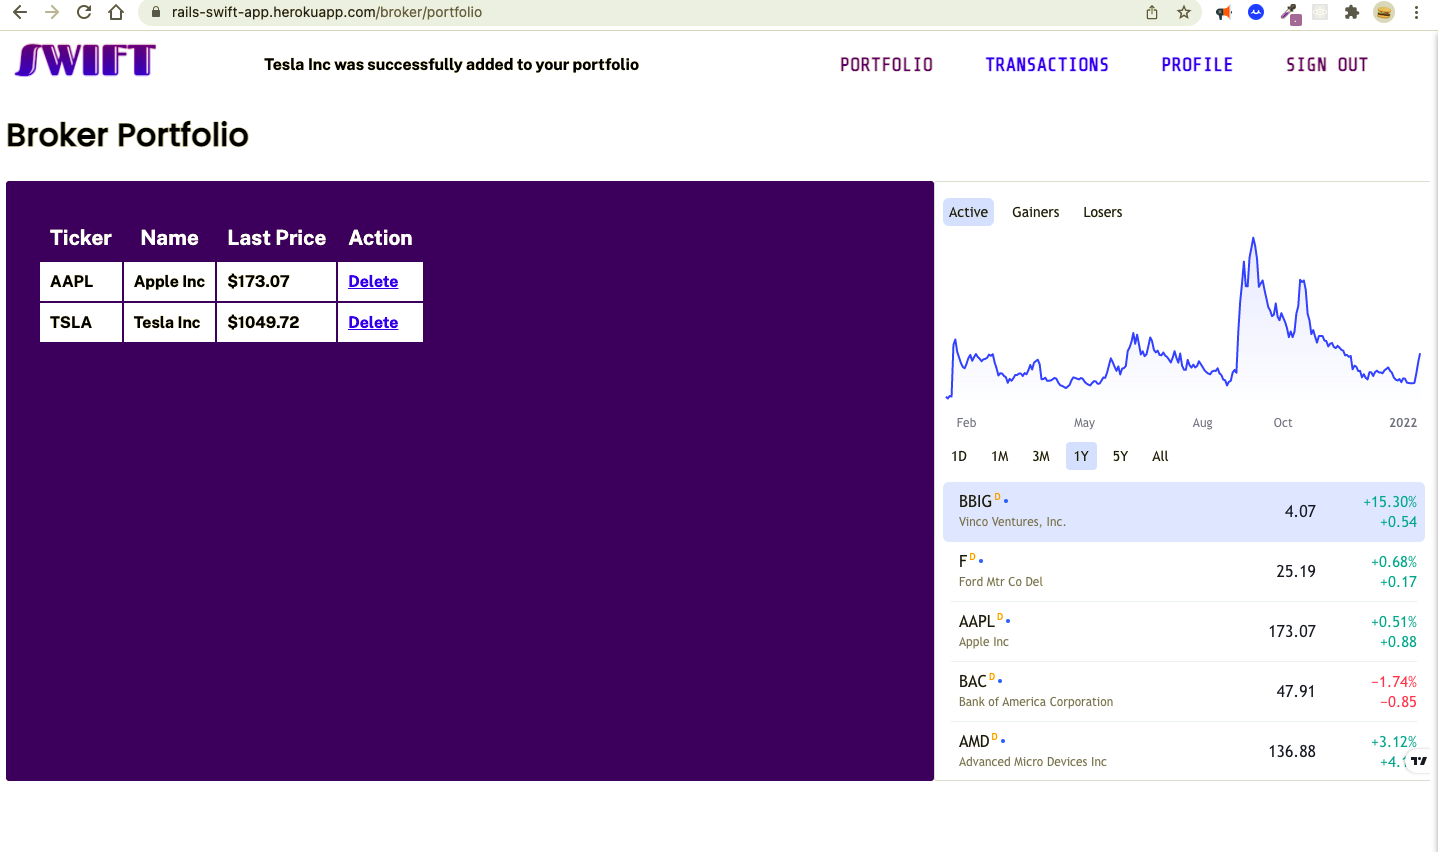 rails-swift-app.herokuapp.com/broker/portfolio
SWIFT
Tesla Inc was successfully added to your portfolio
PORTFOLIO TRANSACTIONS PROFILE SIGN OUT
Broker Portfolio
Ticker Name Last Price Action
AAPL Apple Inc $173.07 Delete
TSLA Tesla Inc $1049.72 Delete
Active Gainers Losers
Feb May Aug Oct 2022
1D 1M 3M 1Y 5Y All
BBIG D 4.07 +15.30%
Vinco Ventures, Inc. +0.54
F D 25.19 +0.68%
Ford Mtr Co Del +0.17
AAPL D 173.07 +0.51%
Apple Inc +0.88
BAC D 47.91 −1.74%
Bank of America Corporation −0.85
AMD D 136.88 +3.12%
Advanced Micro Devices Inc